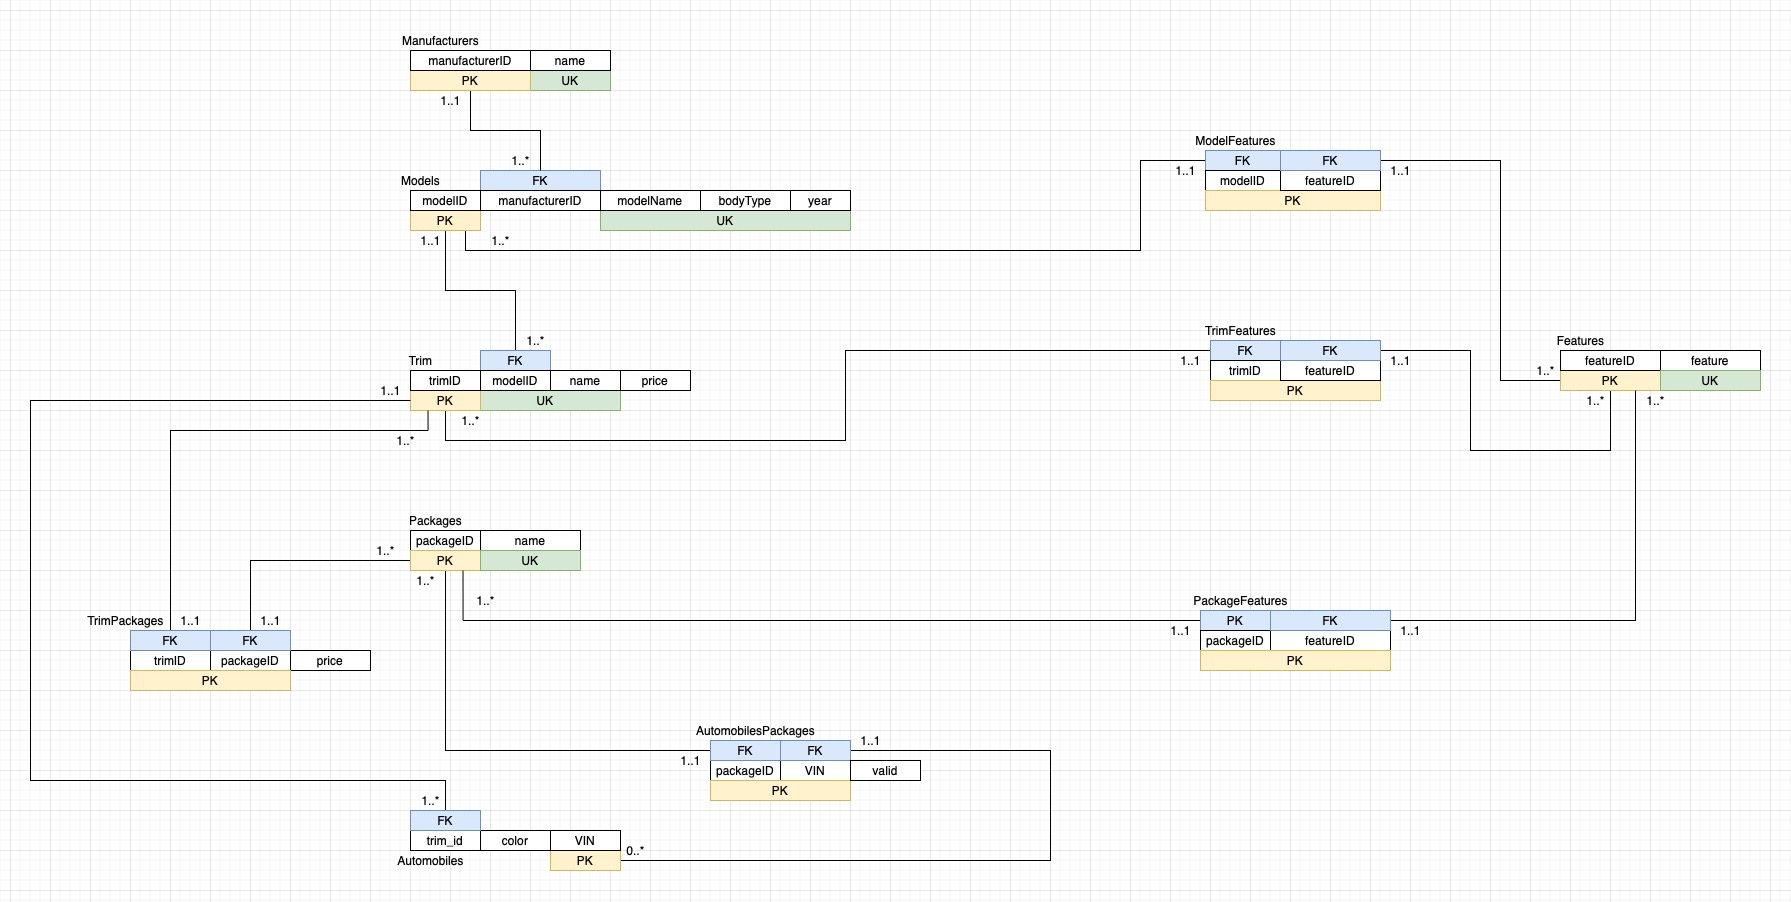 Manufacturers
manufacturerID name
PK UK
1..1
1..*
Models FK
modelID manufacturerID modelName bodyType year
PK UK
1..1 1..*
ModelFeatures
1..1 FK FK 1..1
modelID featureID
PK
1..*
Trim FK
trimID modelID name price
1..1 PK UK
1..* 1..*
TrimFeatures
1..1 FK FK 1..1
trimID featureID
PK
Features
featureID feature
1..* PK UK
1..* 1..*
Packages
packageID name
1..* PK UK
1..* 1..*
TrimPackages 1..1 1..1
FK FK
trimID packageID price
PK
PackageFeatures
PK FK
1..1 packageID featureID 1..1
PK
AutomobilesPackages
FK FK 1..1
1..1 packageID VIN valid
PK
1..*
FK
trim_id color VIN
Automobiles PK 0..*